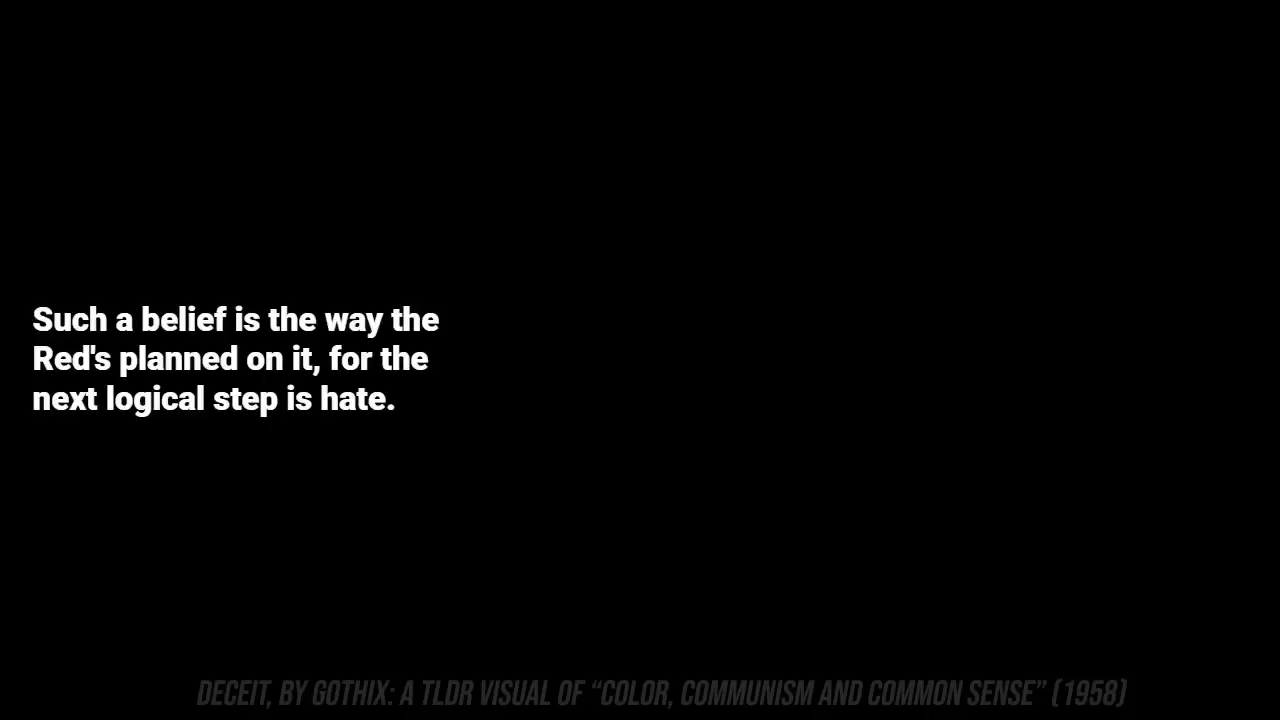 Such a belief is the way the
Red's planned on it, for the
next logical step is hate.
DECEIT, BY GOTHIX: A TLDR VISUAL OF “COLOR, COMMUNISM AND COMMON SENSE” (1958)